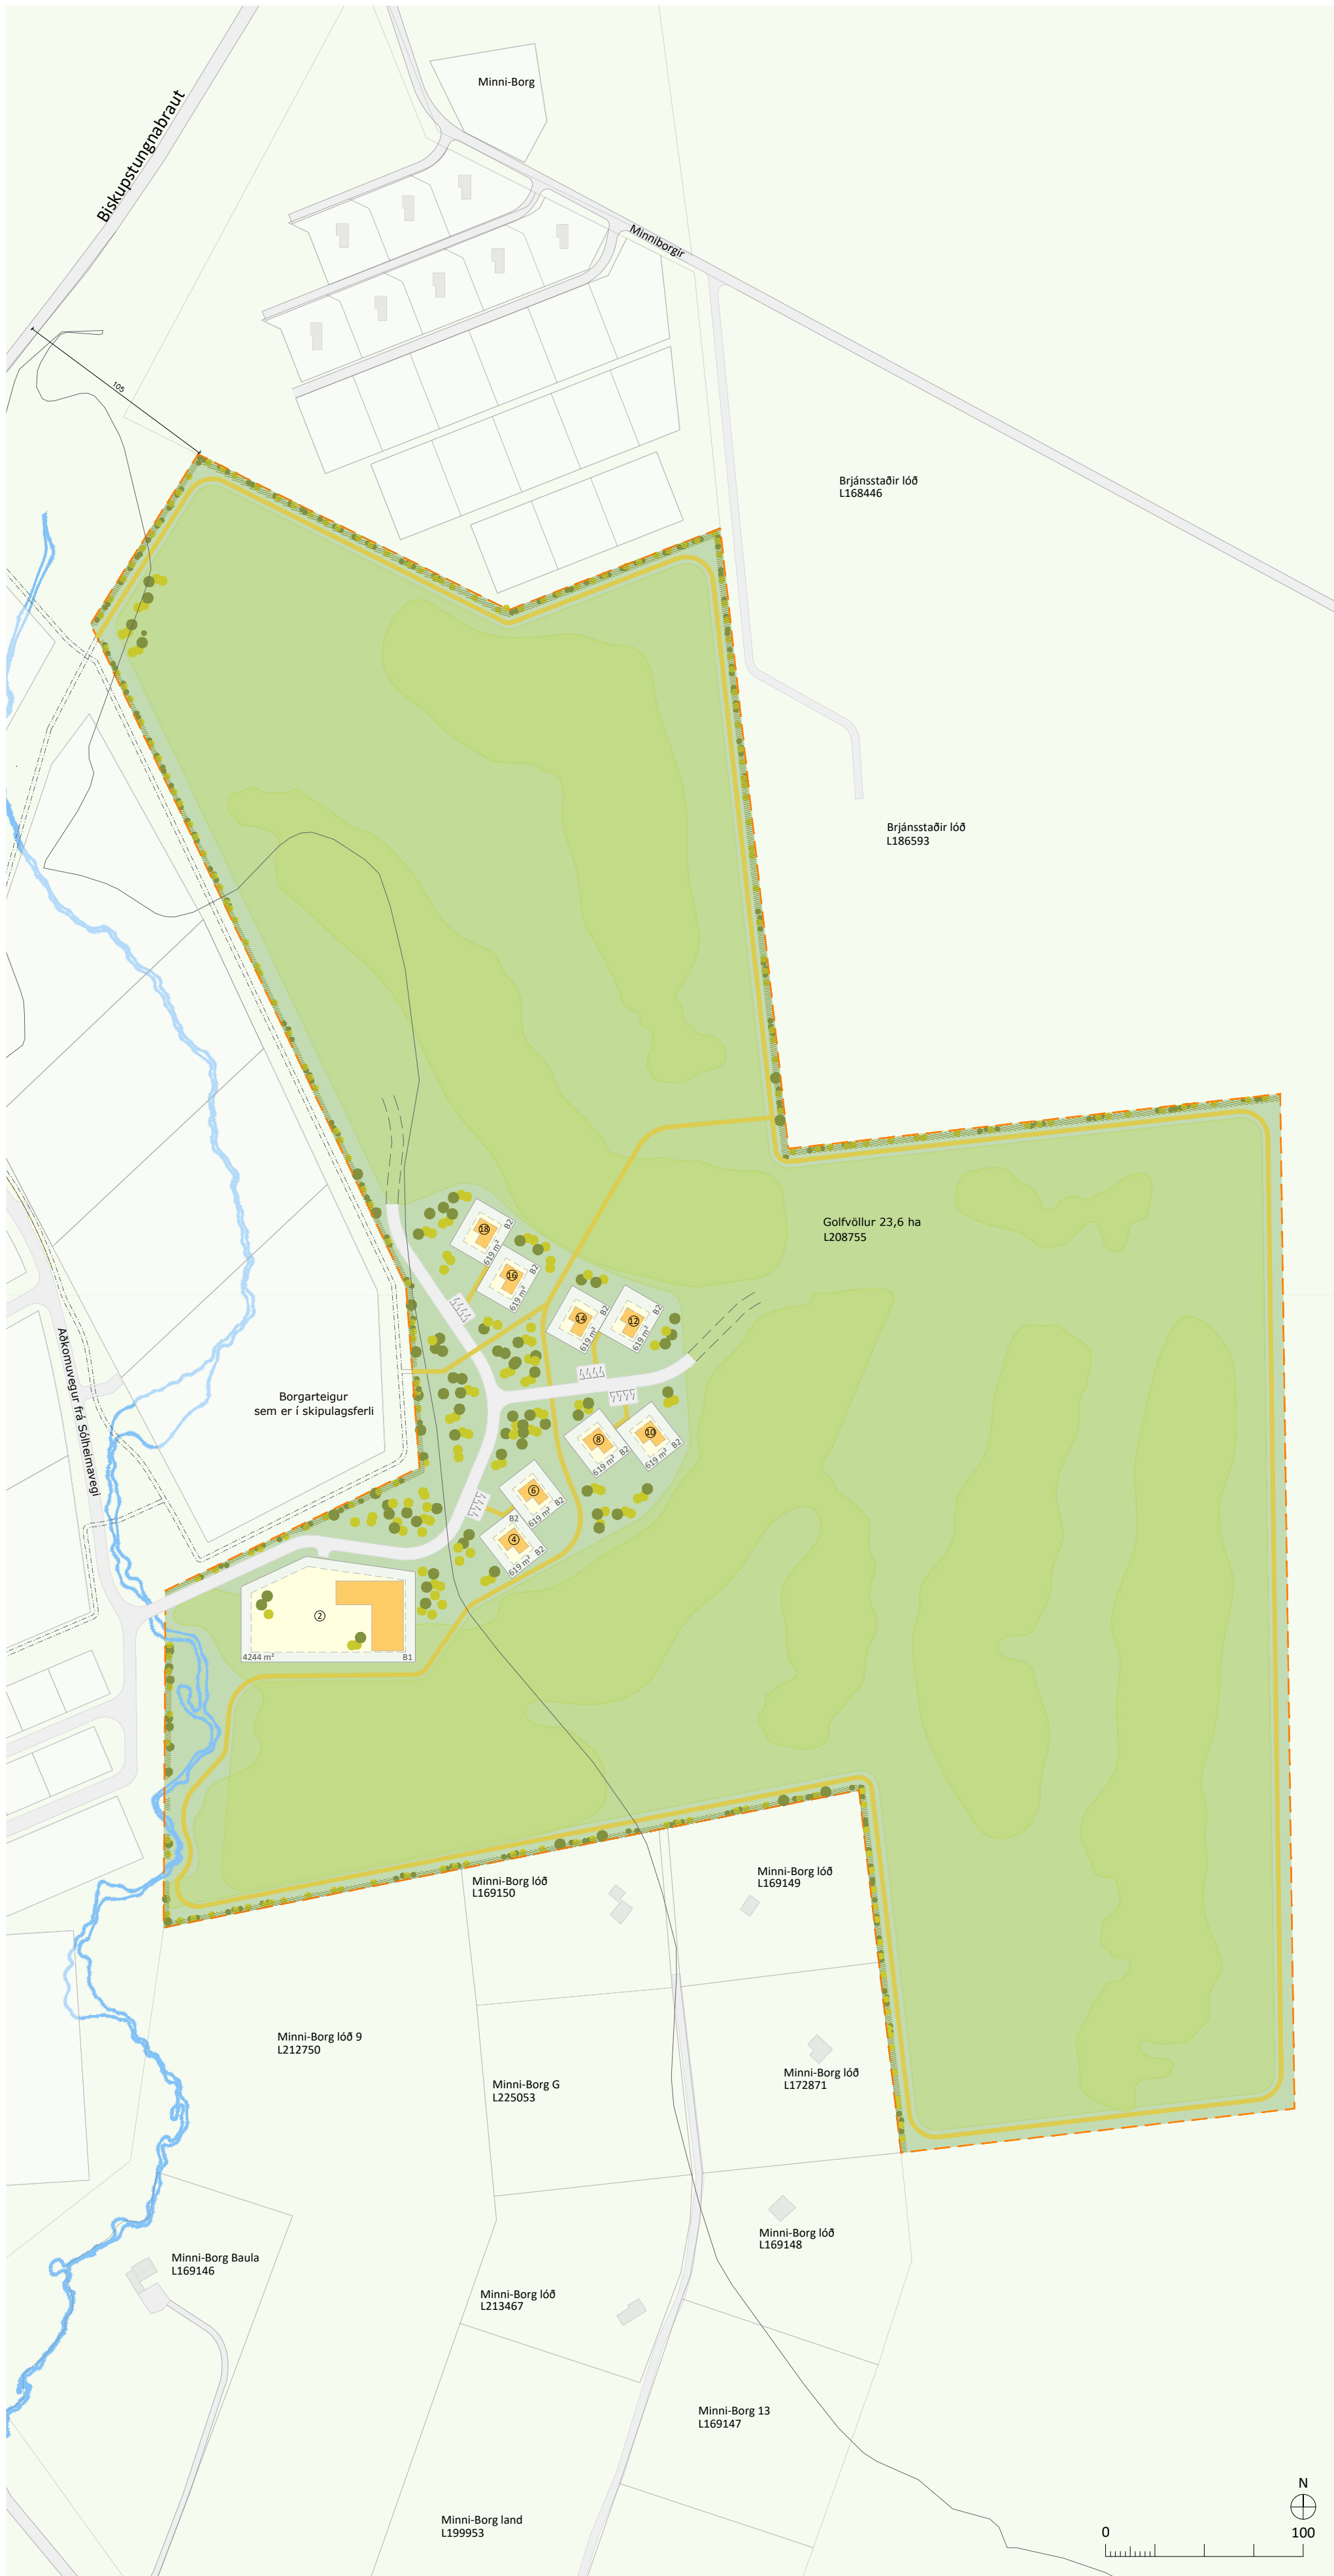 Minni-Borg
Biskupstungnabraut
Minniborgir
105
Brjánsstaðir lóð
L168446
Brjánsstaðir lóð
L186593
Golfvöllur 23,6 ha
L208755
18
B2
619 m²
16
B2
619 m²
14
B2
619 m²
12
B2
619 m²
Aðkomuvegur frá Sólheimavegi
Borgarteigur
sem er í skipulagsferli
8
B2
619 m²
10
B2
619 m²
6
B2
619 m²
B2
4
B2
619 m²
2
4244 m²
B1
Minni-Borg lóð
L169150
Minni-Borg lóð
L169149
Minni-Borg lóð 9
L212750
Minni-Borg G
L225053
Minni-Borg lóð
L172871
Minni-Borg lóð
L169148
Minni-Borg Baula
L169146
Minni-Borg lóð
L213467
Minni-Borg 13
L169147
Minni-Borg land
L199953
N
0
100